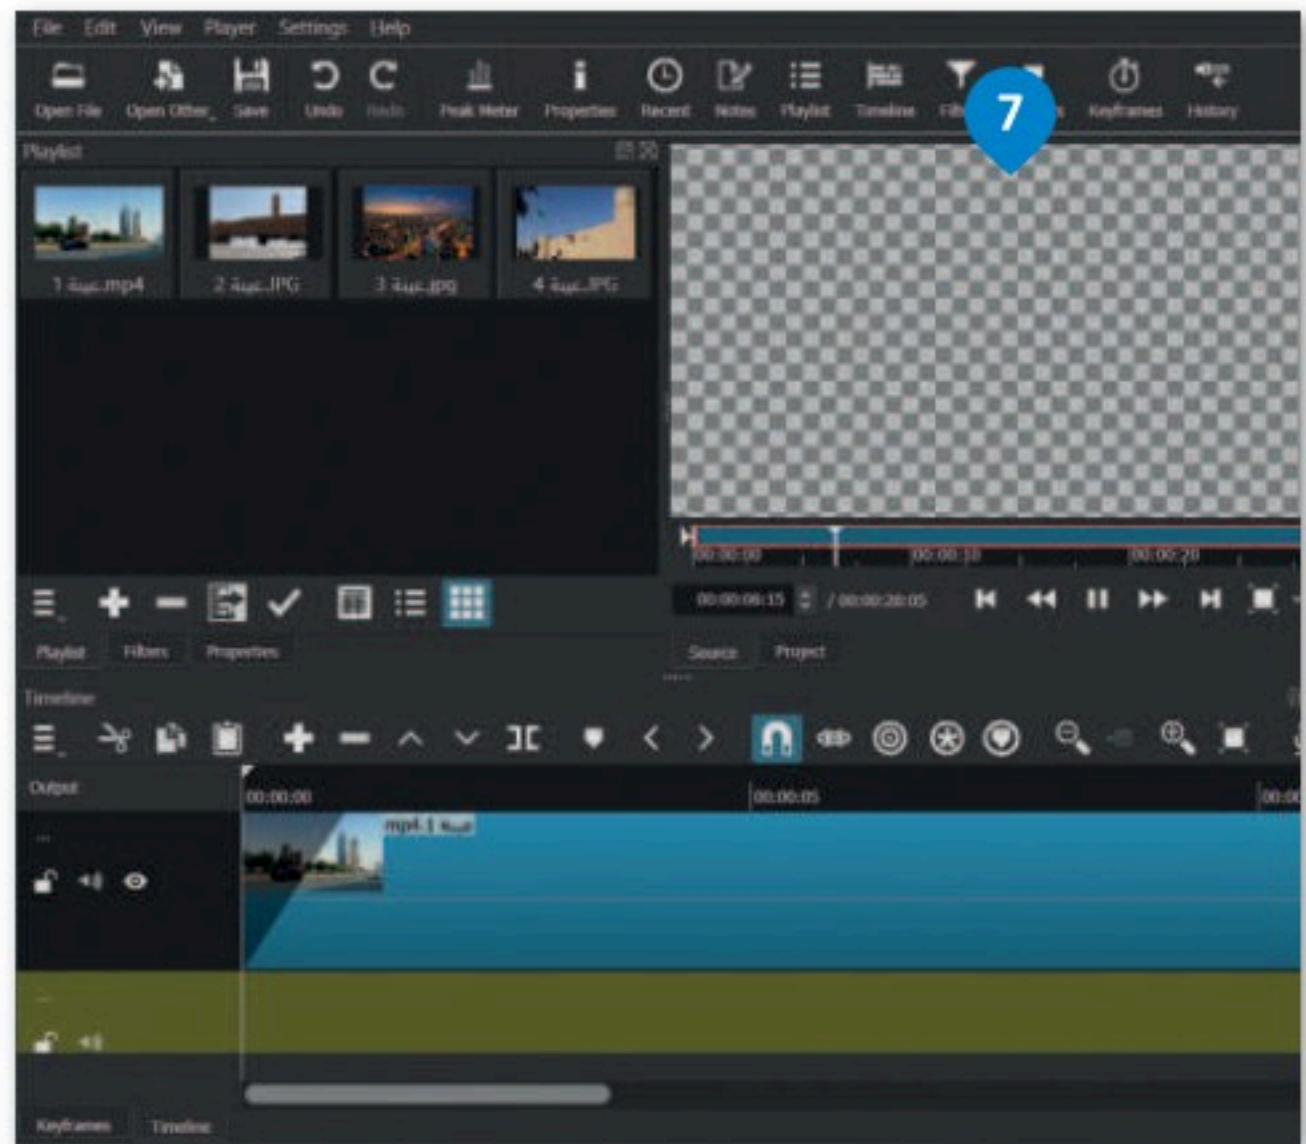 File Edit View Player Settings Help
Open File Open Other Save Undo Redo Peak Meter Properties Recent Notes Playlist Timeline Keyframes History
7
Playlist
عينة 1.mp4 عينة 2.JPG عينة 3.jpg عينة 4.JPG
00:00:00 00:00:10 00:00:20
00:00:06:15 / 00:00:20:05
Playlist Filters Properties
Source Project
Timeline
Output
00:00:00 00:00:05
عينة 1.mp4
Keyframes Timeline